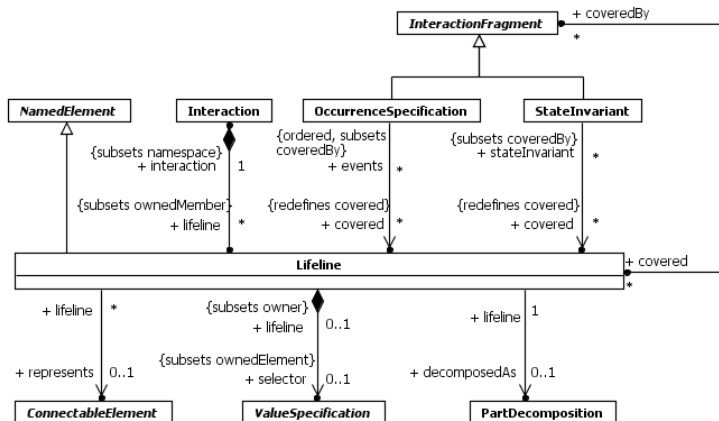 InteractionFragment
+ coveredBy
*
NamedElement
Interaction
OccurrenceSpecification
StateInvariant
{subsets namespace}
+ interaction
1
{ordered, subsets
coveredBy}
+ events
*
{subsets coveredBy}
+ stateInvariant
*
{subsets ownedMember}
+ lifeline
*
{redefines covered}
+ covered
*
{redefines covered}
+ covered
*
Lifeline
+ covered
*
+ lifeline
*
{subsets owner}
+ lifeline
0..1
+ lifeline
1
+ represents
0..1
{subsets ownedElement}
+ selector
0..1
+ decomposedAs
0..1
ConnectableElement
ValueSpecification
PartDecomposition